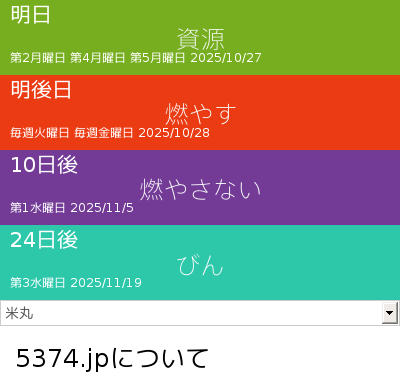 明日
資源
第2月曜日 第4月曜日 第5月曜日 2025/10/27
明後日
燃やす
毎週火曜日 毎週金曜日 2025/10/28
10日後
燃やさない
第1水曜日 2025/11/5
24日後
びん
第3水曜日 2025/11/19
米丸
5374.jpについて